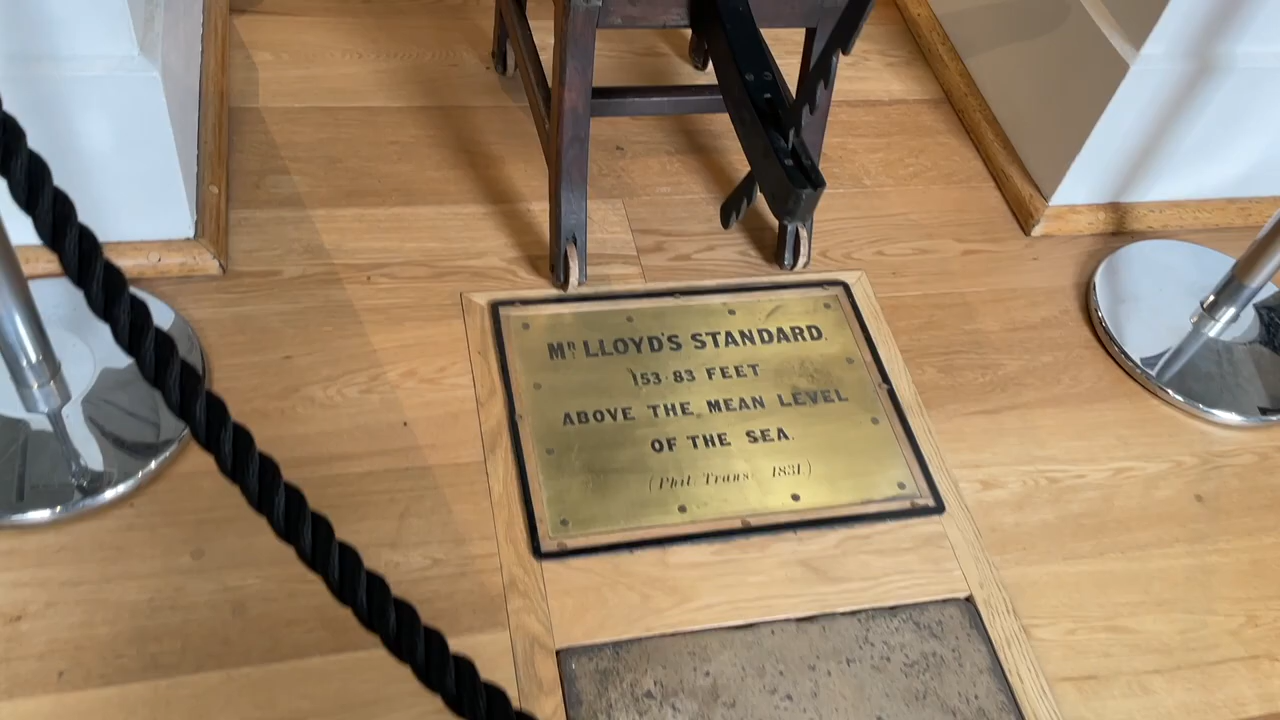 Mr LLOYD'S STANDARD.
153·83 FEET
ABOVE THE MEAN LEVEL
OF THE SEA.
(Phil. Trans. 1831.)